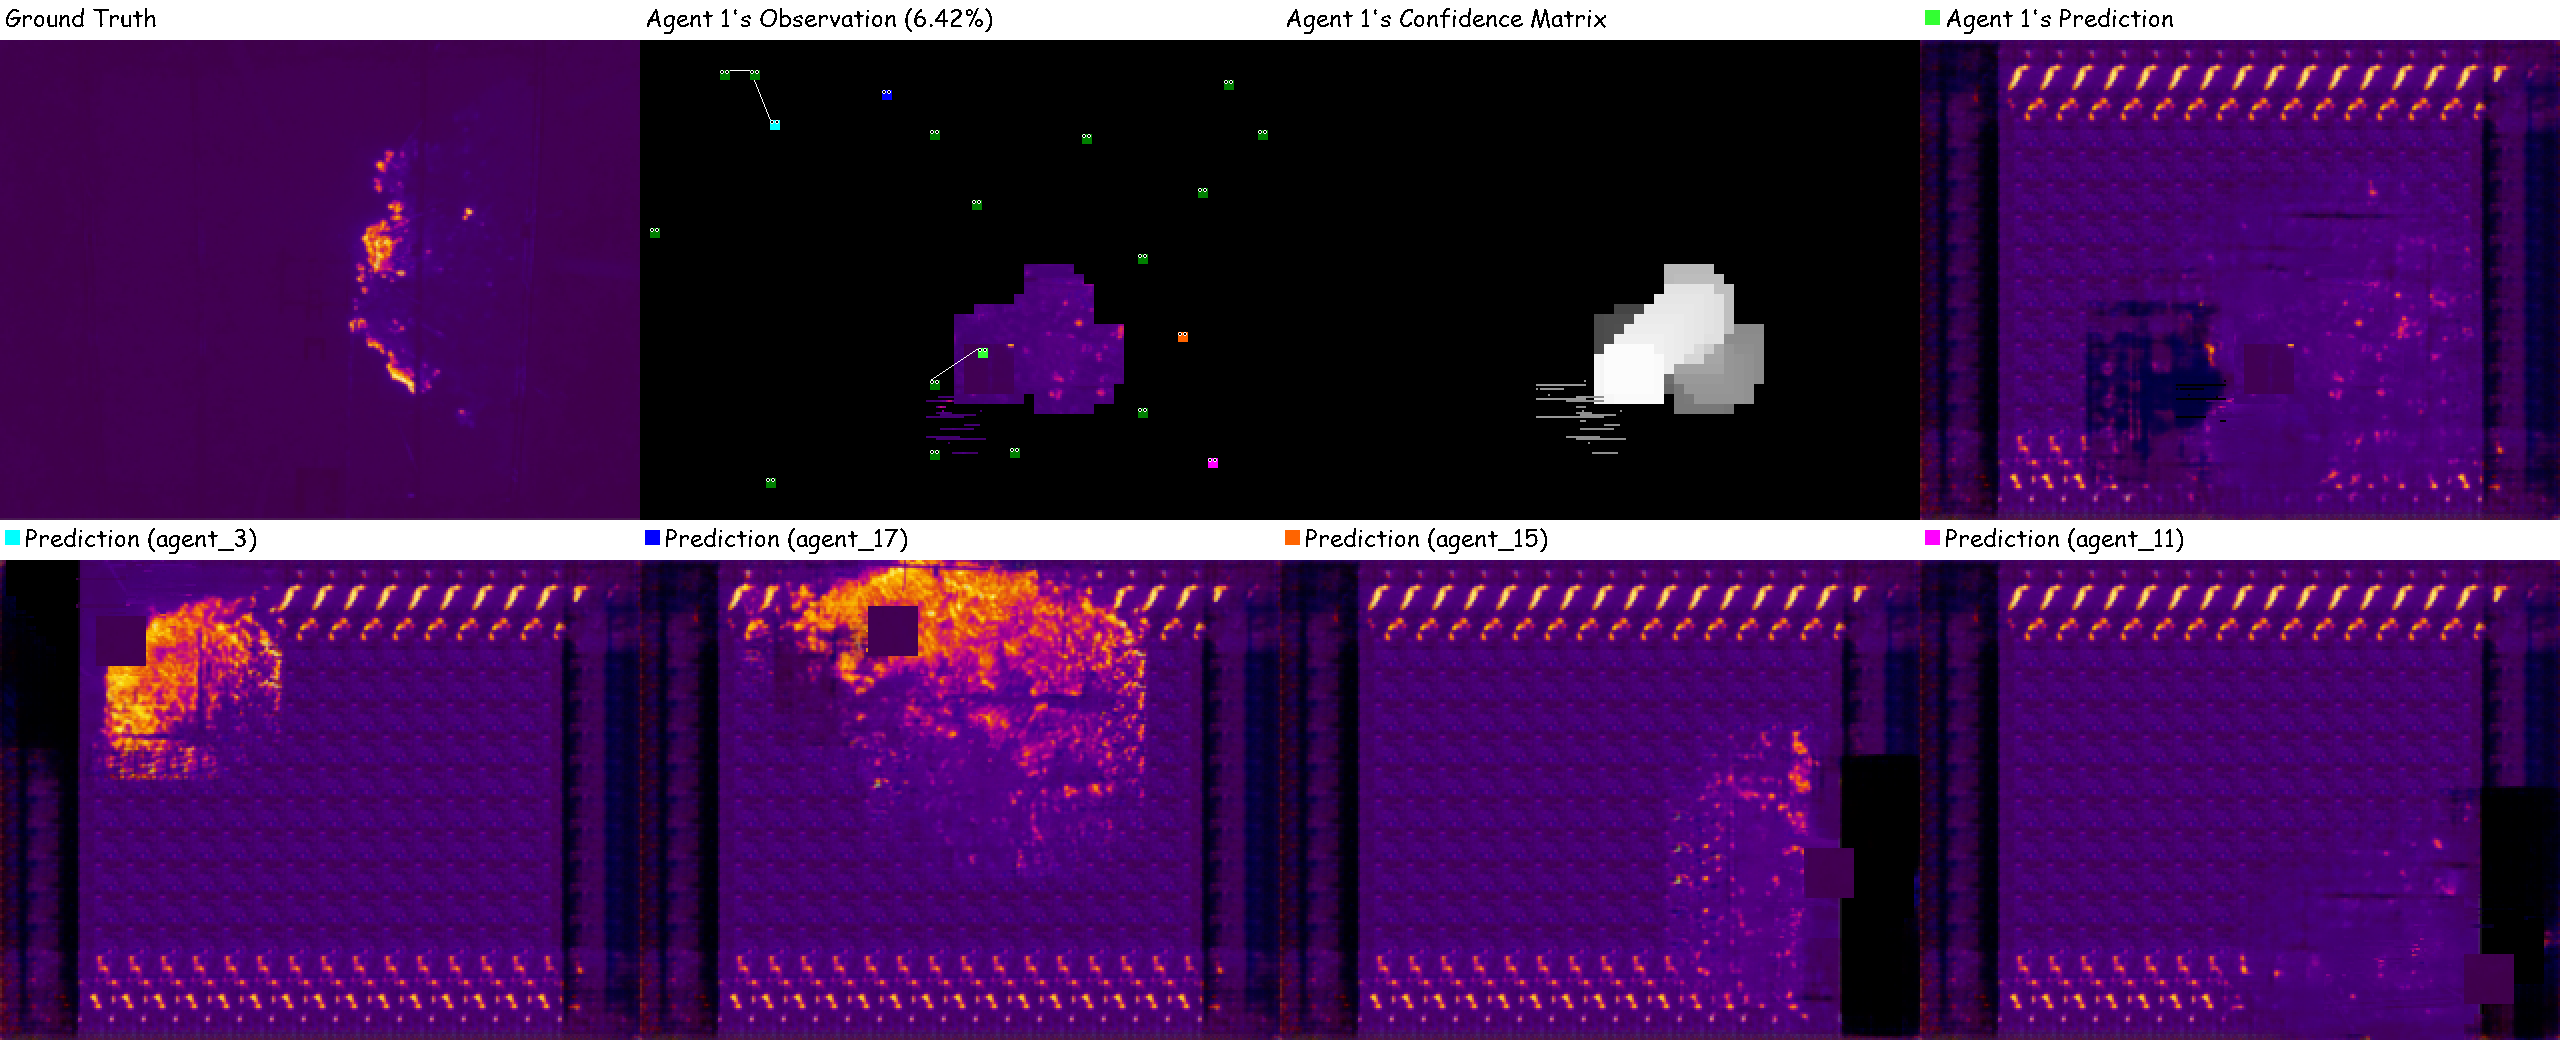 Ground Truth
Agent 1's Observation (6.42%)
Agent 1's Confidence Matrix
Agent 1's Prediction
Prediction (agent_3)
Prediction (agent_17)
Prediction (agent_15)
Prediction (agent_11)